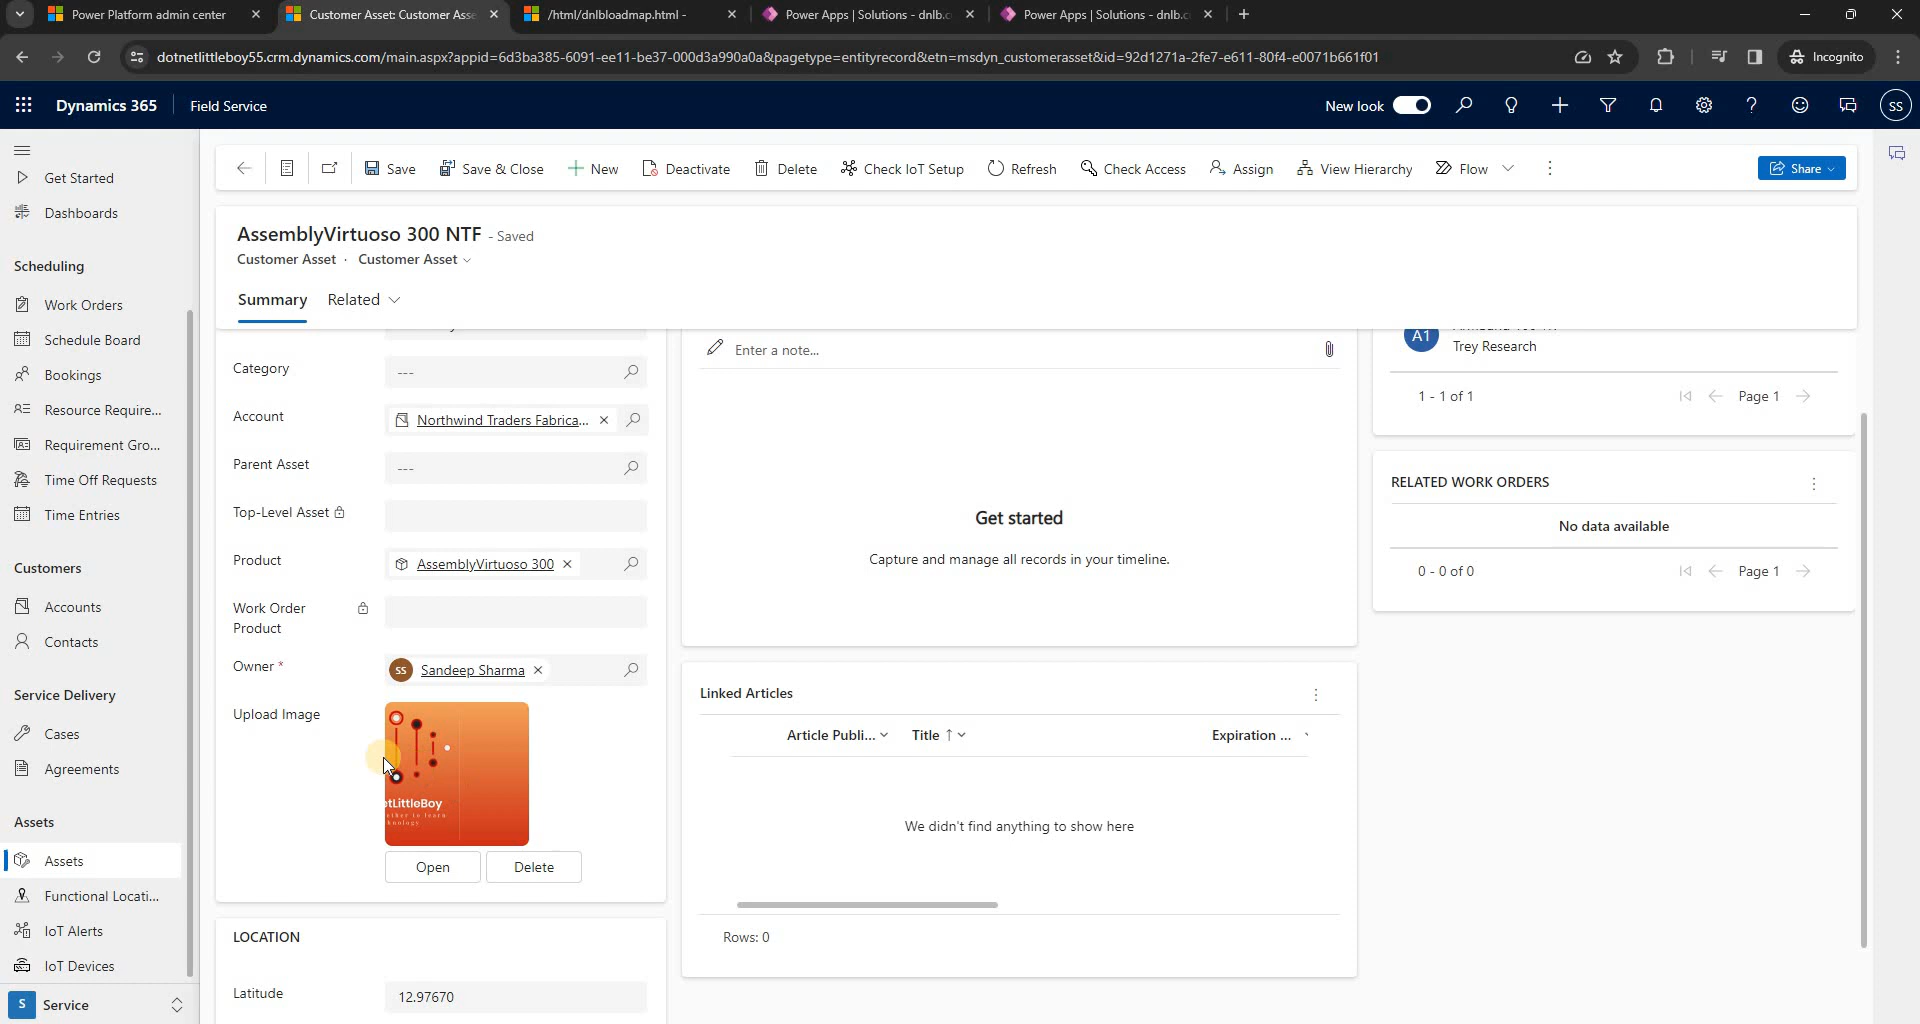 Power Platform admin center
Customer Asset: Customer Asse
/html/dnlbloadmap.html -
Power Apps | Solutions - dnlb.c
Power Apps | Solutions - dnlb.c
dotnetlittleboy55.crm.dynamics.com/main.aspx?appid=6d3ba385-6091-ee11-be37-000d3a990a0a&pagetype=entityrecord&etn=msdyn_customerasset&id=92d1271a-2fe7-e611-80f4-e0071b661f01
Incognito
Dynamics 365
Field Service
New look
SS
Get Started
Dashboards
Scheduling
Work Orders
Schedule Board
Bookings
Resource Require...
Requirement Gro...
Time Off Requests
Time Entries
Customers
Accounts
Contacts
Service Delivery
Cases
Agreements
Assets
Assets
Functional Locati...
IoT Alerts
IoT Devices
S Service
Save
Save & Close
New
Deactivate
Delete
Check IoT Setup
Refresh
Check Access
Assign
View Hierarchy
Flow
Share
AssemblyVirtuoso 300 NTF - Saved
Customer Asset · Customer Asset
Summary
Related
Category
---
Account
Northwind Traders Fabrica...
Parent Asset
---
Top-Level Asset
Product
AssemblyVirtuoso 300
Work Order
Product
Owner *
SS Sandeep Sharma
Upload Image
tLittleBoy
ether to learn
hnology
Open
Delete
LOCATION
Latitude
12.97670
Enter a note...
Get started
Capture and manage all records in your timeline.
Linked Articles
Article Publi...
Title ↑
Expiration ...
We didn't find anything to show here
Rows: 0
A1
Trey Research
1 - 1 of 1
Page 1
RELATED WORK ORDERS
No data available
0 - 0 of 0
Page 1